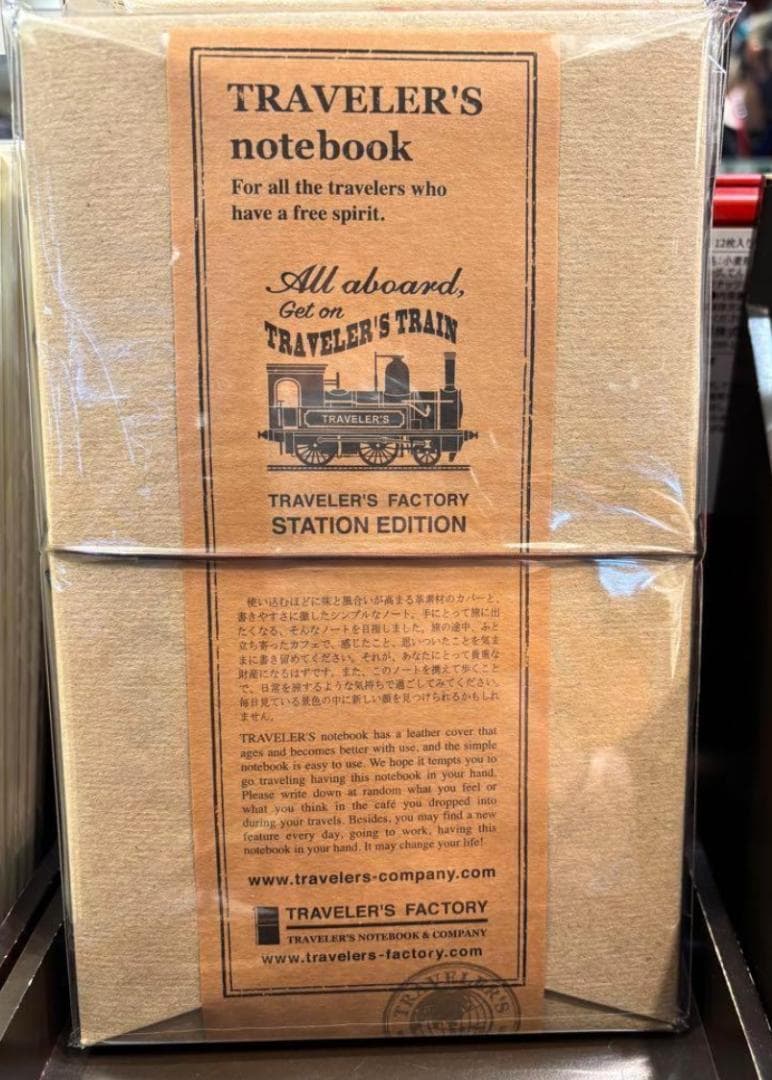 TRAVELER'S
notebook
For all the travelers who
have a free spirit.
All aboard,
Get on
TRAVELER'S TRAIN
TRAVELER'S
TRAVELER'S FACTORY
STATION EDITION
使い込むほどに味と風合いが高まる革素材のカバーと、
書きやすさに徹したシンプルなノート。手にとって旅に出
たくなる、そんなノートを目指しました。旅の途中、ふと
立ち寄ったカフェで、感じたこと、思いついたことを気ま
まに書き留めてください。それが、あなたにとって貴重な
財産になるはずです。また、このノートを携えて歩くこと
で、日常を旅するような気持ちで過ごしてみてください。
毎日見ている景色の中に新しい顔を見つけられるかもしれ
ません。
TRAVELER'S notebook has a leather cover that
ages and becomes better with use, and the simple
notebook is easy to use. We hope it tempts you to
go traveling having this notebook in your hand.
Please write down at random what you feel or
what you think in the café you dropped into
during your travels. Besides, you may find a new
feature every day, going to work, having this
notebook in your hand. It may change your life!
www.travelers-company.com
TRAVELER'S FACTORY
TRAVELER'S NOTEBOOK & COMPANY
www.travelers-factory.com
TRAVELER'S
12枚入り